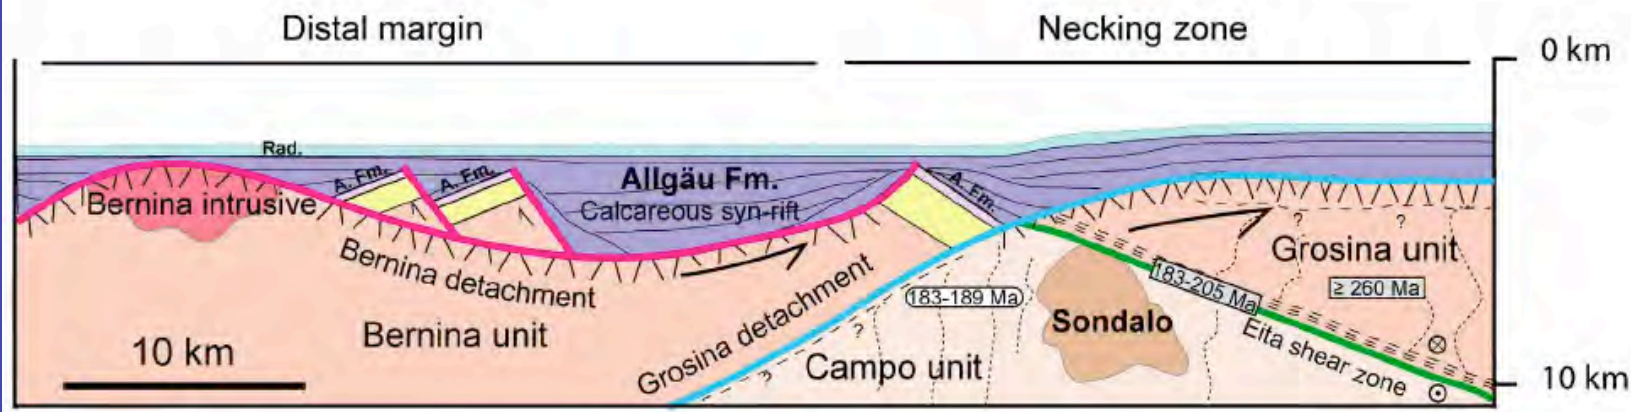 Distal margin
Necking zone
0 km
Rad.
A. Fm.
A. Fm.
Allgäu Fm.
Calcareous syn-rift
A. Fm.
Bernina intrusive
Bernina detachment
Bernina unit
10 km
Grosina detachment
183-189 Ma
?
?
Campo unit
Sondalo
183-205 Ma
Eita shear zone
?
?
Grosina unit
≥ 260 Ma
10 km